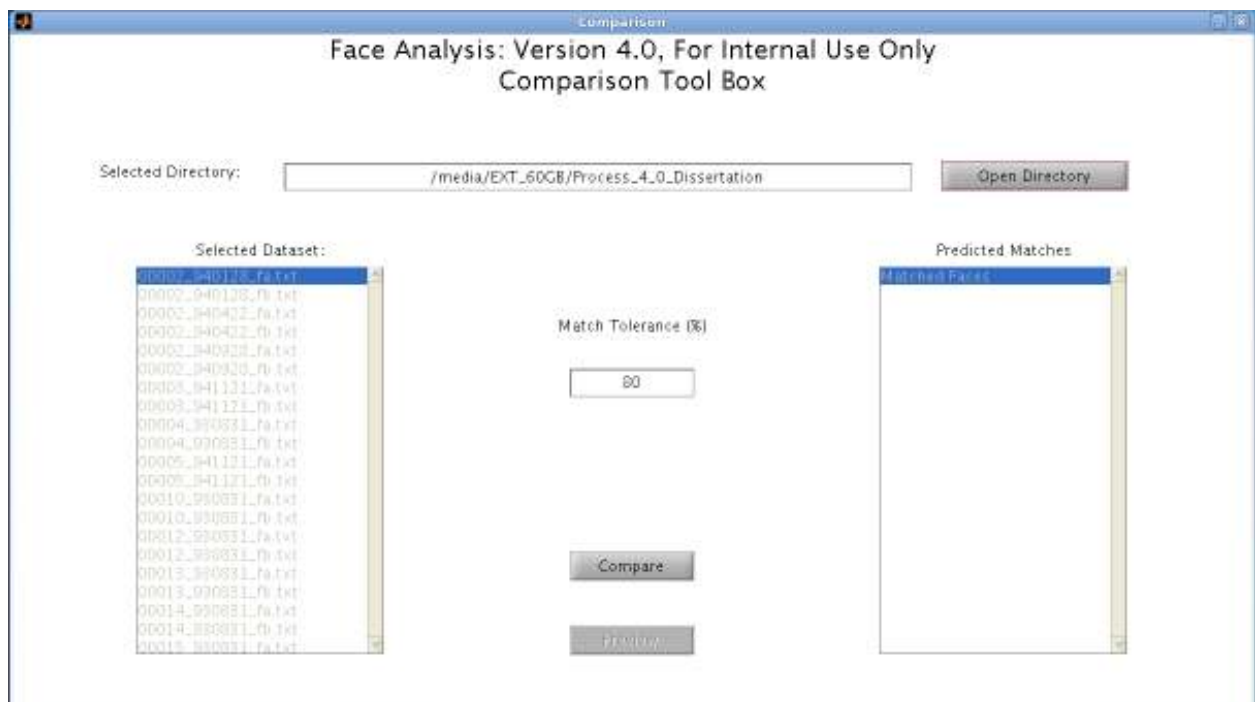 Comparison
Face Analysis: Version 4.0, For Internal Use Only
Comparison Tool Box
Selected Directory:
/media/EXT_60GB/Process_4_0_Dissertation
Open Directory
Selected Dataset:
00002_940128_fa.txt
00002_940128_fb.txt
00002_940422_fa.txt
00002_940422_fb.txt
00002_940928_fa.txt
00002_940928_fb.txt
00003_941121_fa.txt
00003_941121_fb.txt
00004_930831_fa.txt
00004_930831_fb.txt
00005_941121_fa.txt
00005_941121_fb.txt
00010_930831_fa.txt
00010_930831_fb.txt
00012_930831_fa.txt
00012_930831_fb.txt
00013_930831_fa.txt
00013_930831_fb.txt
00014_930831_fa.txt
00014_930831_fb.txt
00015_930831_fa.txt
Match Tolerance (%)
80
Compare
Preview
Predicted Matches
Matched Faces